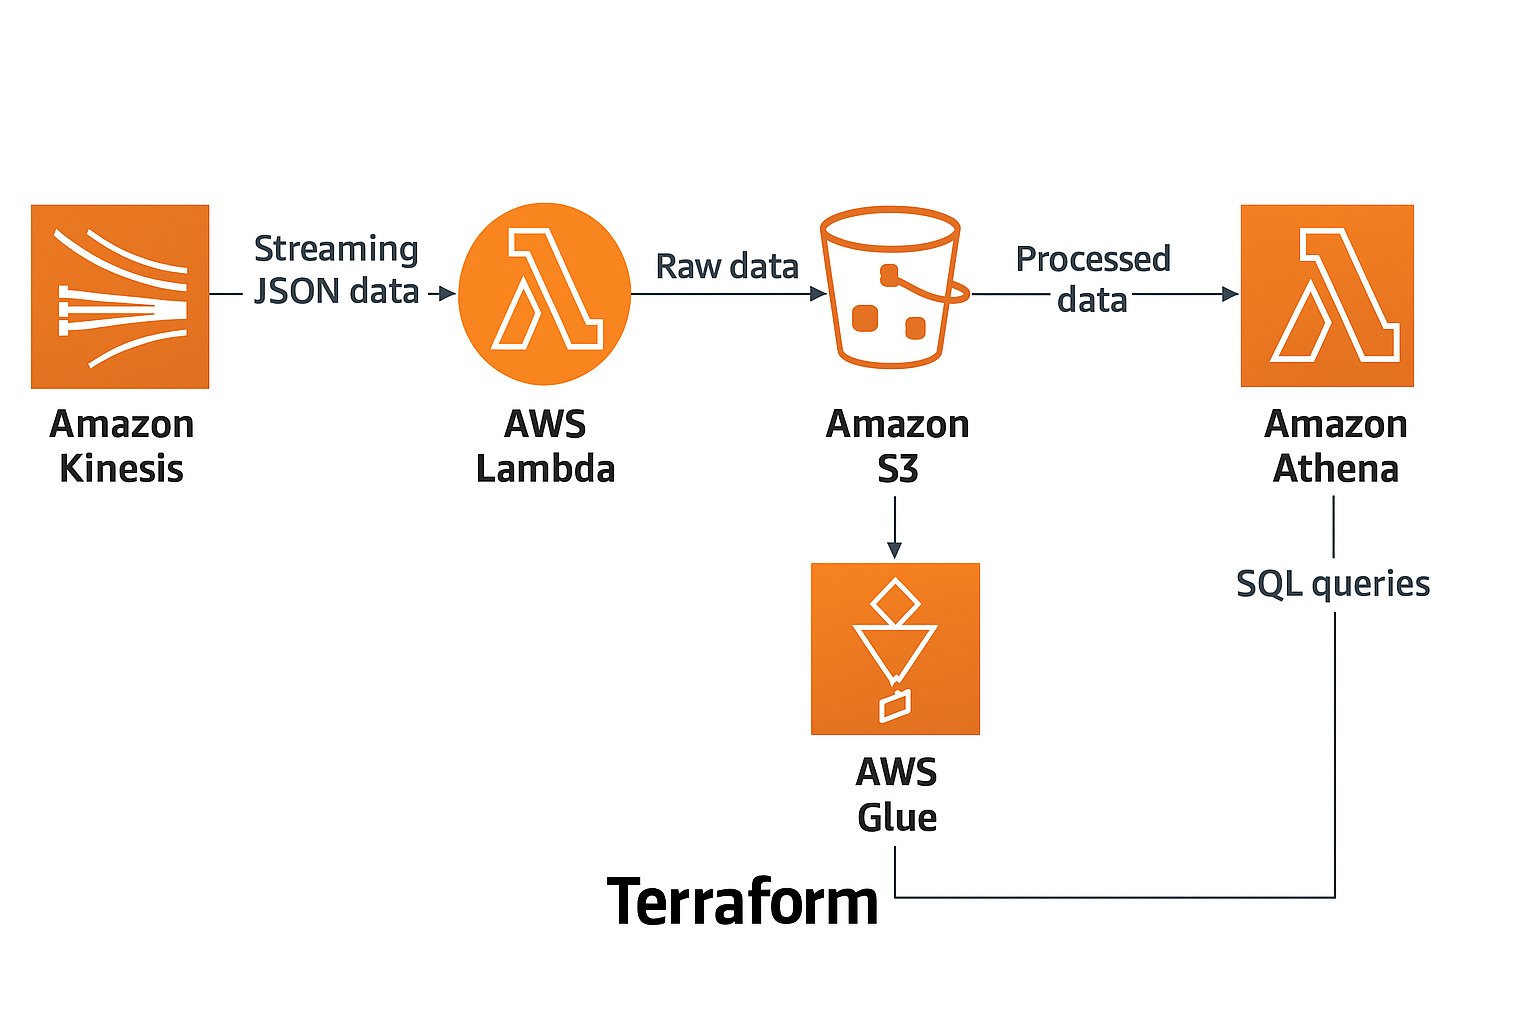 Streaming
JSON data
Raw data
Processed
data
Amazon
Kinesis
AWS
Lambda
Amazon
S3
Amazon
Athena
SQL queries
AWS
Glue
Terraform